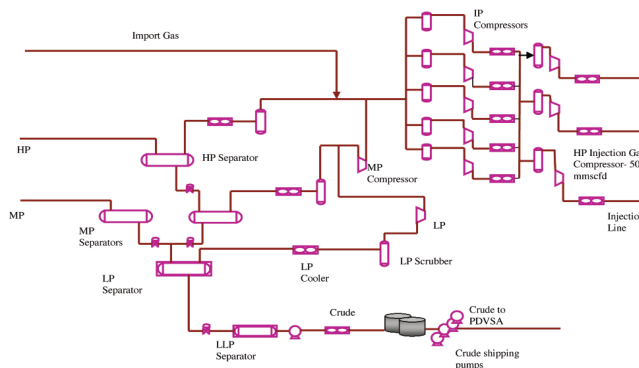 IP
Compressors
Import Gas
HP
HP Separator
MP
Compressor
HP Injection Ga
Compressor- 50
mmscfd
MP
MP
Separators
LP
Injectio
Line
LP
Separator
LP
Cooler
LP Scrubber
Crude
Crude to
PDVSA
LLP
Separator
Crude shipping
pumps